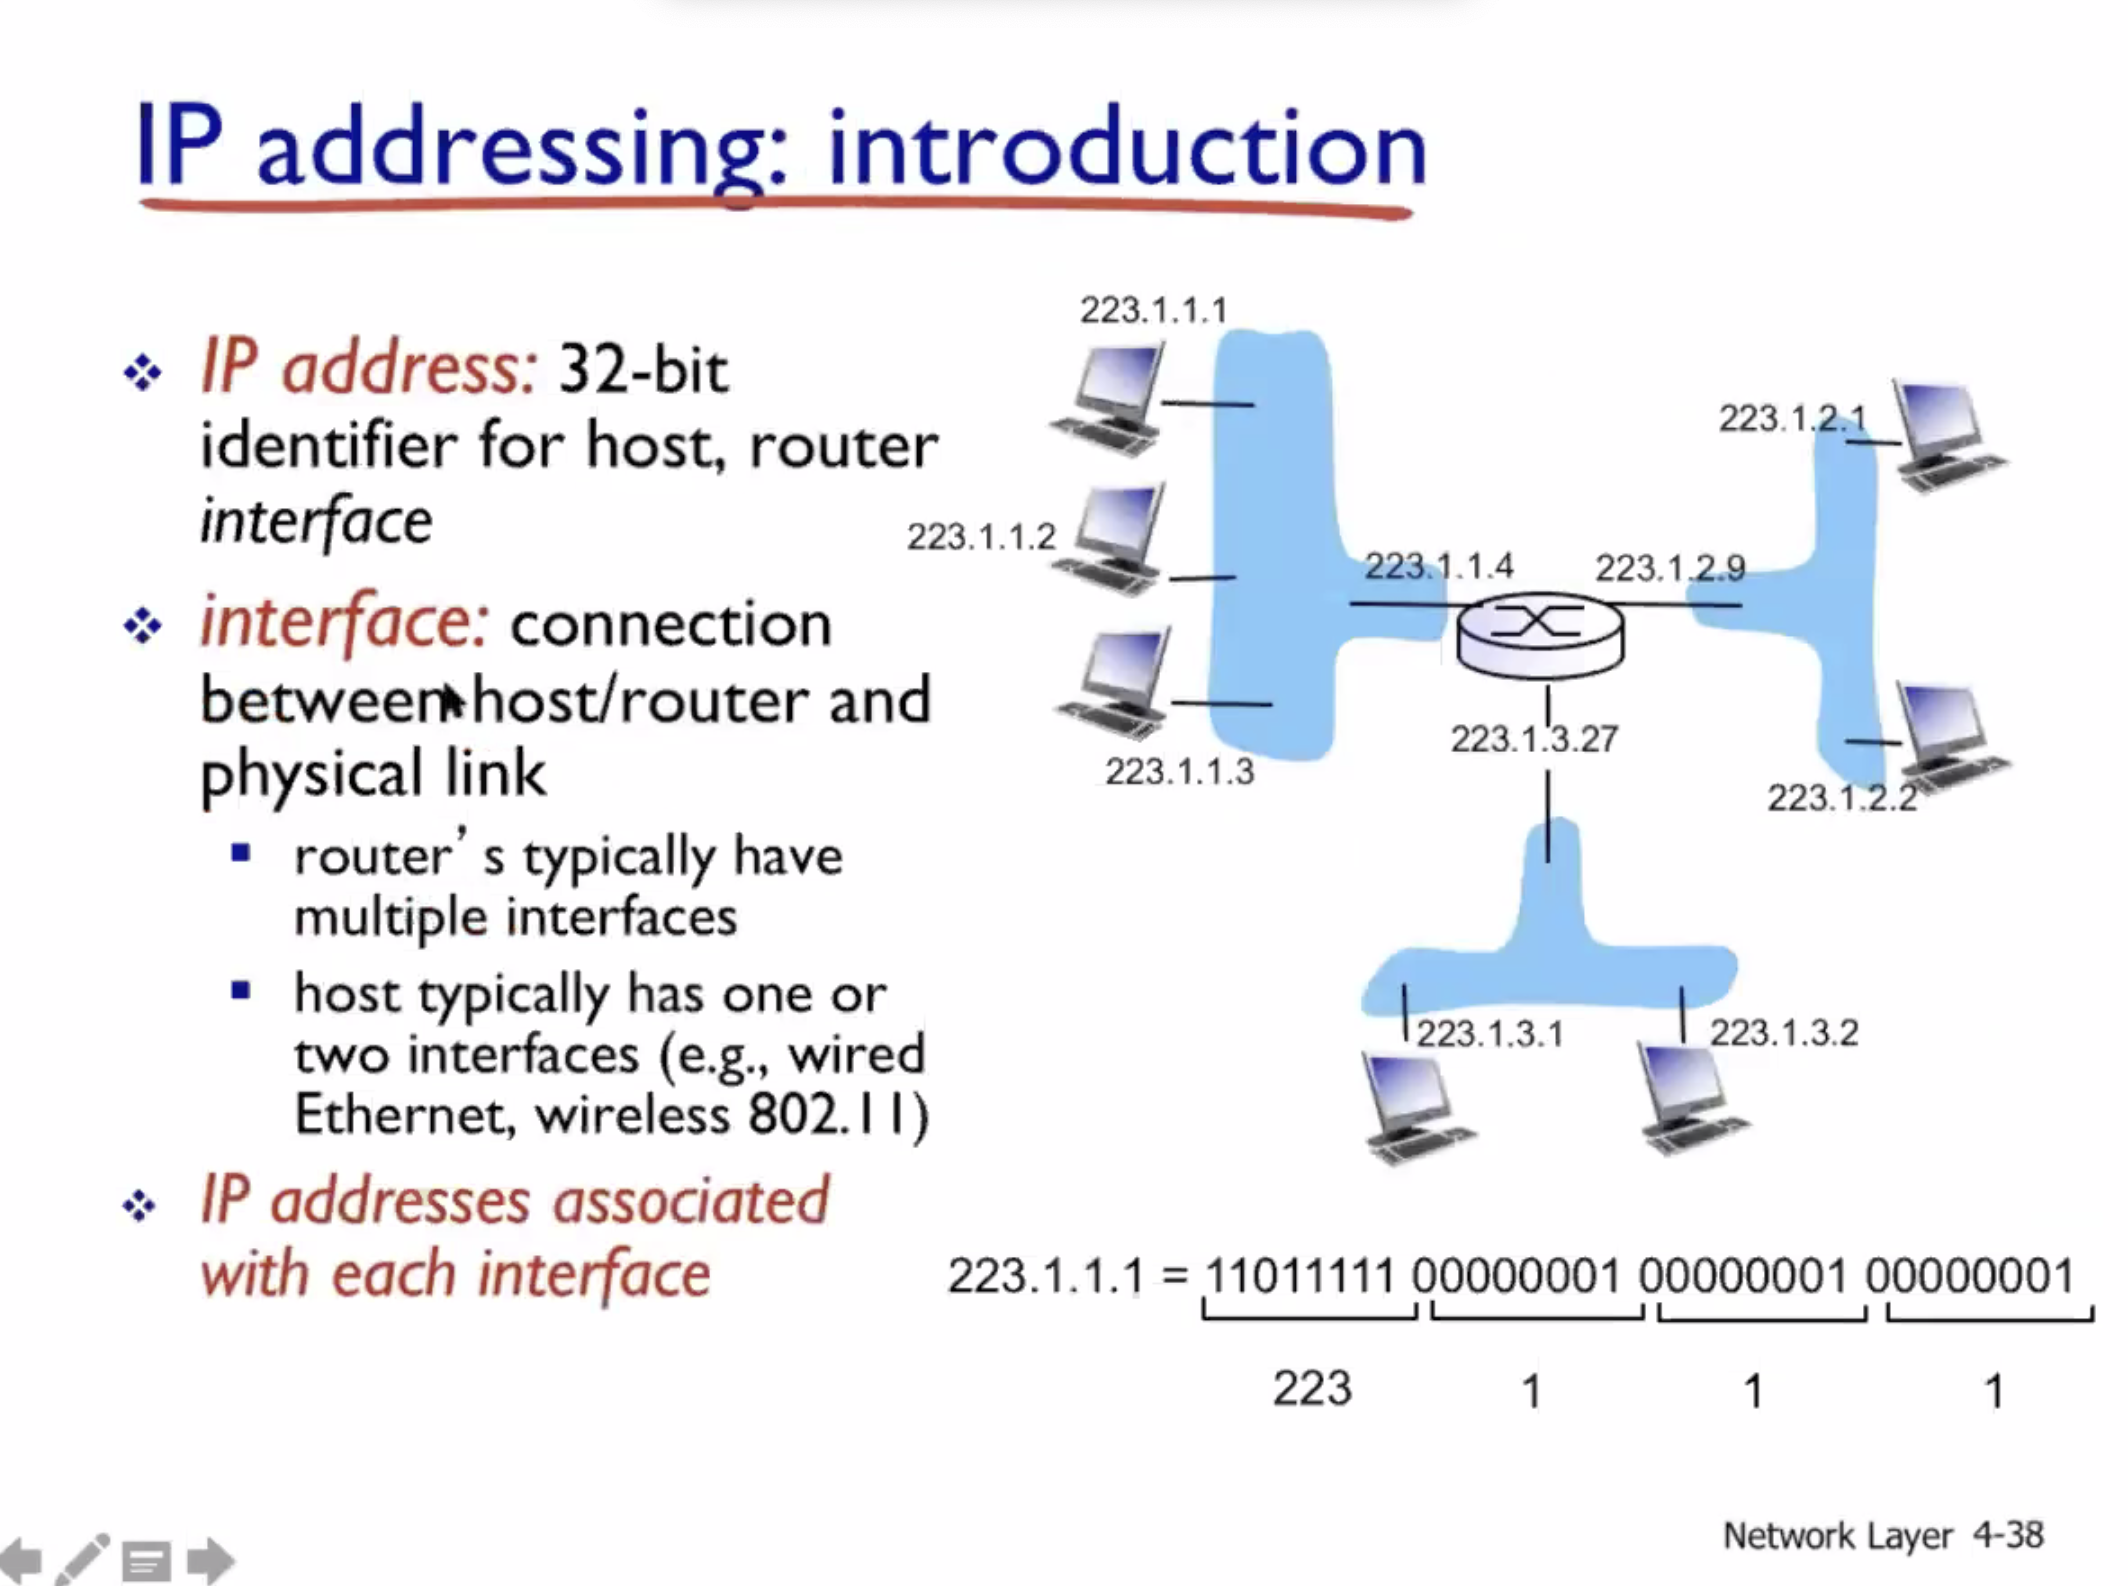 IP addressing: introduction
IP address: 32-bit
identifier for host, router
interface
interface: connection
between host/router and
physical link
router’ s typically have
multiple interfaces
host typically has one or
two interfaces (e.g., wired
Ethernet, wireless 802.11)
IP addresses associated
with each interface
223.1.1.1
223.1.2.1
223.1.1.2
223.1.1.4
223.1.2.9
223.1.3.27
223.1.1.3
223.1.2.2
223.1.3.1
223.1.3.2
223.1.1.1 = 11011111 00000001 00000001 00000001
223 1 1 1
Network Layer 4-38